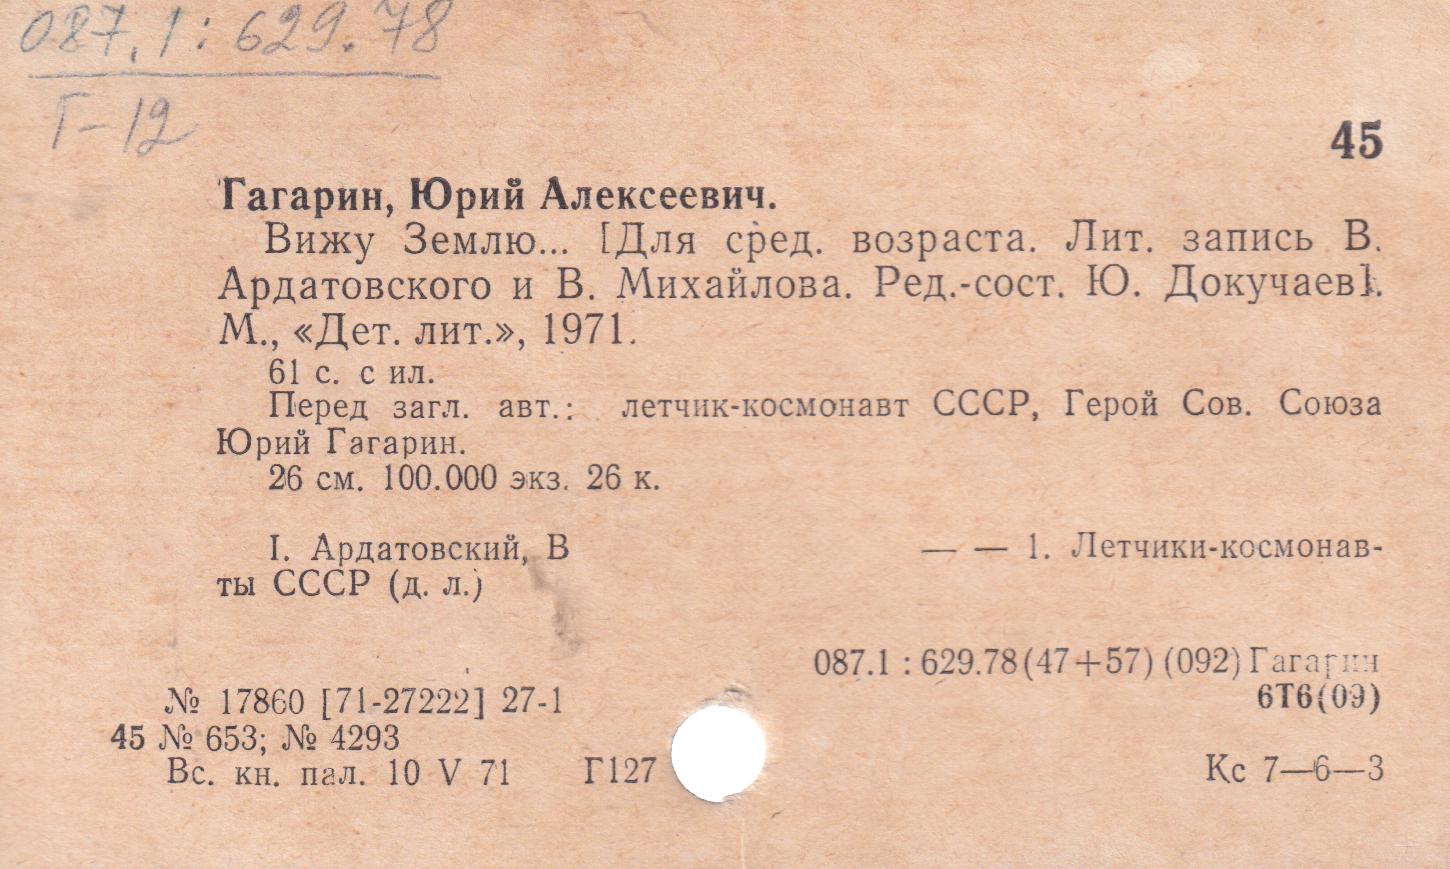 087.1:629.78
Г-12
45
Гагарин, Юрий Алексеевич.
Вижу Землю... [Для сред. возраста. Лит. запись В.
Ардатовского и В. Михайлова. Ред.-сост. Ю. Докучаев].
М., «Дет. лит.», 1971.
61 с. с ил.
Перед загл. авт.: летчик-космонавт СССР, Герой Сов. Союза
Юрий Гагарин.
26 см. 100.000 экз. 26 к.
I. Ардатовский, В — — 1. Летчики-космонав-
ты СССР (д. л.)
087.1 : 629.78(47+57) (092) Гагарин
6Т6(09)
№ 17860 [71-27222] 27-1
45 № 653; № 4293
Вс. кн. пал. 10 V 71 Г127 Кс 7—6—3